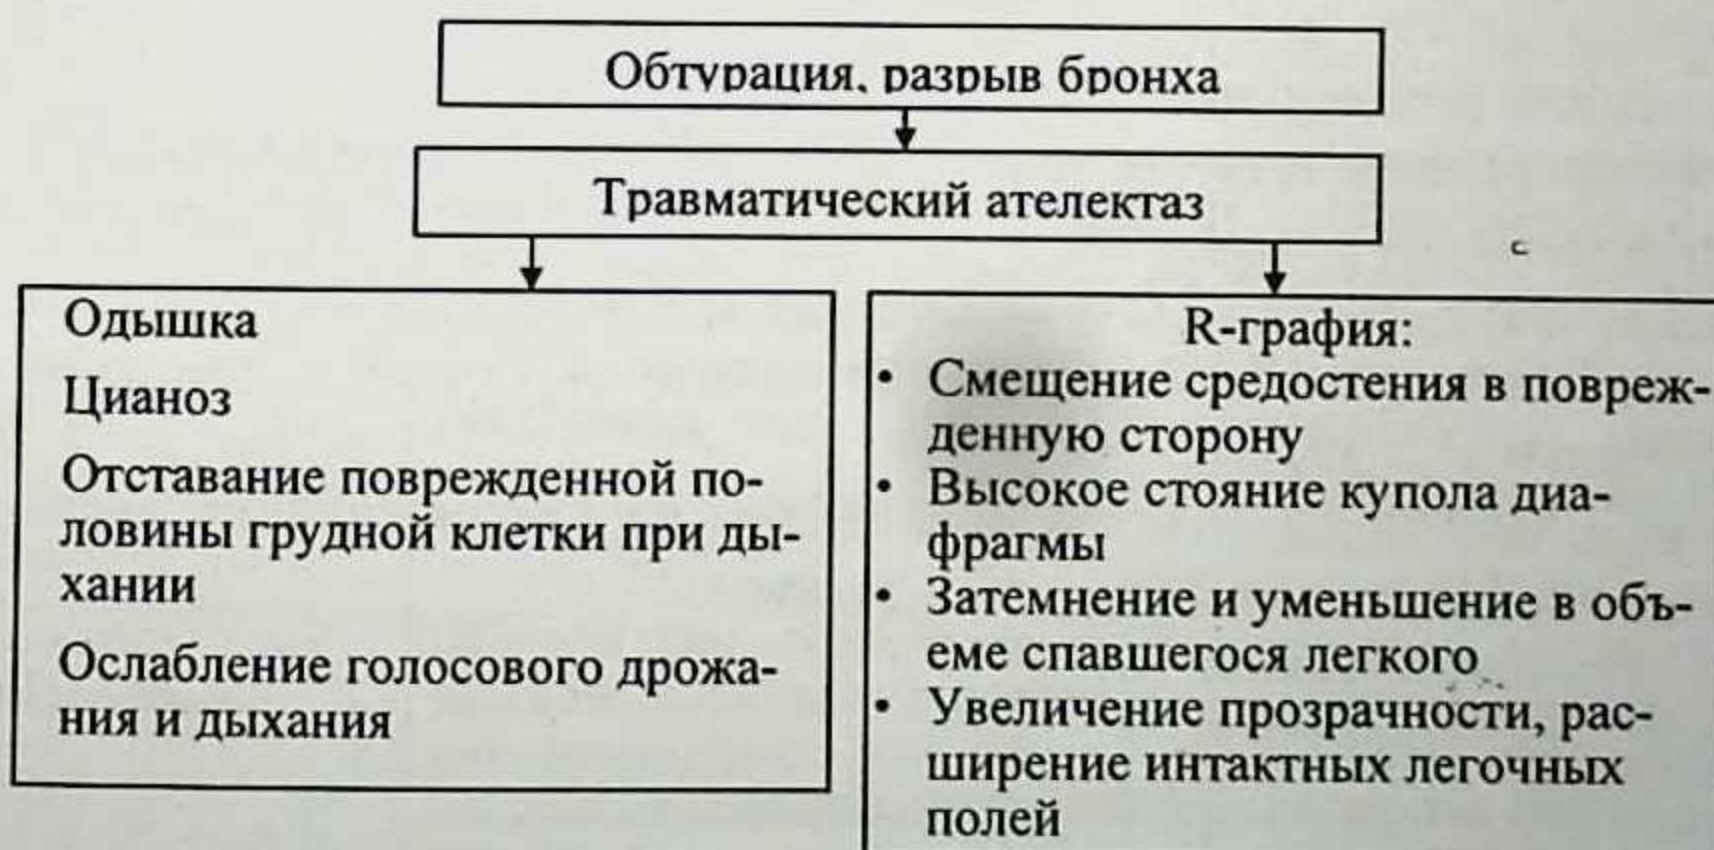 Обтурация, разрыв бронха
Травматический ателектаз
Одышка
Цианоз
Отставание поврежденной по-
ловины грудной клетки при ды-
хании
Ослабление голосового дрожа-
ния и дыхания
R-графия:
• Смещение средостения в повреж-
денную сторону
• Высокое стояние купола диа-
фрагмы
• Затемнение и уменьшение в объ-
еме спавшегося легкого
• Увеличение прозрачности, рас-
ширение интактных легочных
полей